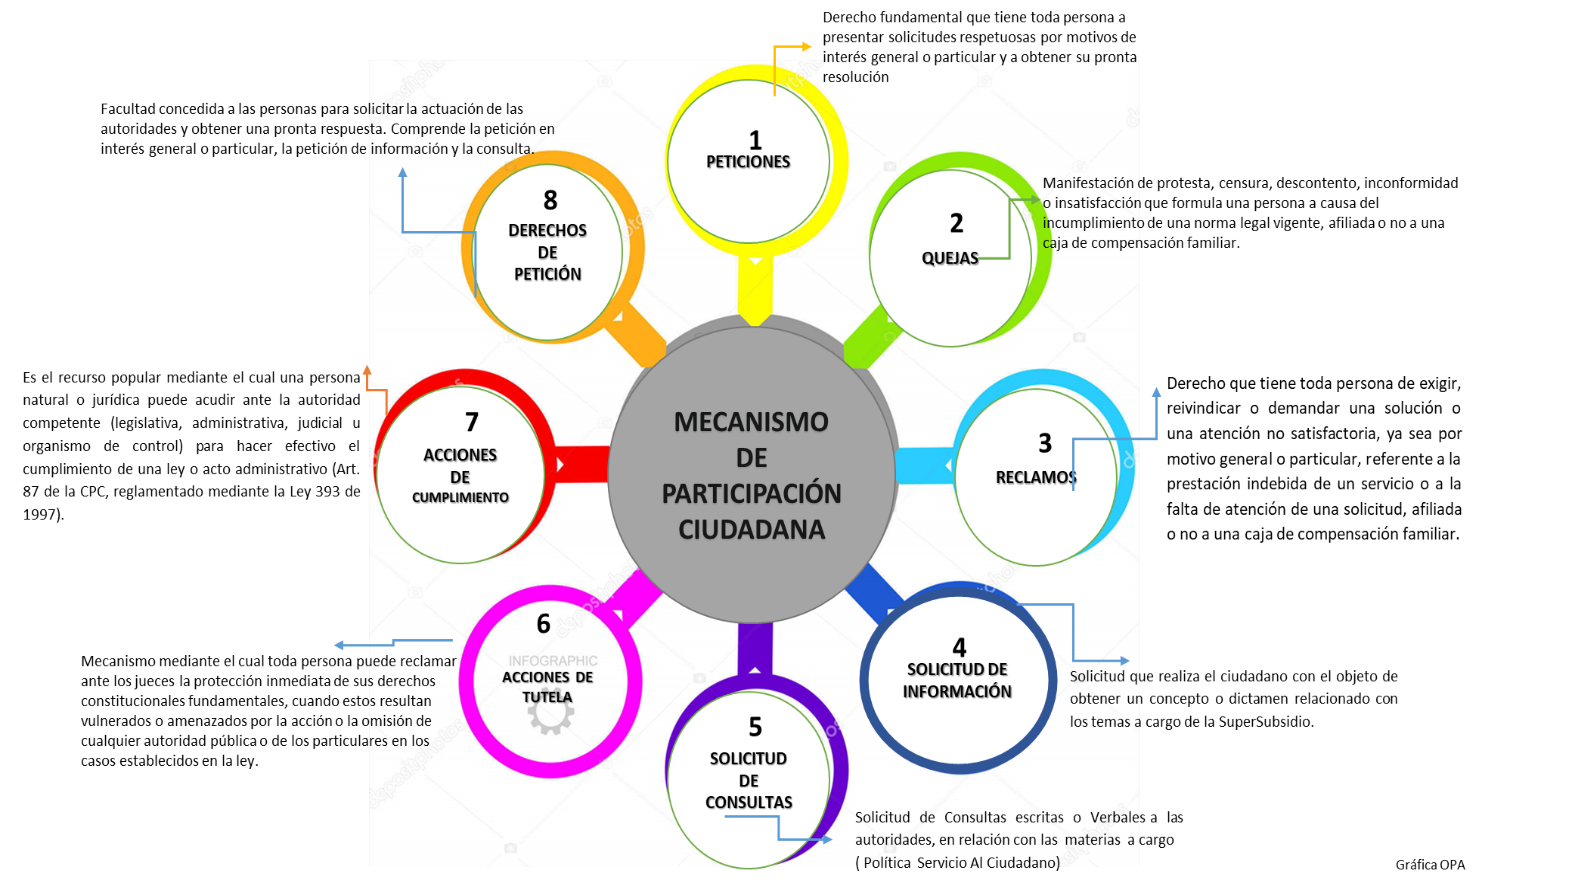 Derecho fundamental que tiene toda persona a
presentar solicitudes respetuosas por motivos de
interés general o particular y a obtener su pronta
resolución
1
PETICIONES
Manifestación de protesta, censura, descontento, inconformidad
o insatisfacción que formula una persona a causa del
incumplimiento de una norma legal vigente, afiliada o no a una
caja de compensación familiar.
2
QUEJAS
Derecho que tiene toda persona de exigir,
reivindicar o demandar una solución o
una atención no satisfactoria, ya sea por
motivo general o particular, referente a la
prestación indebida de un servicio o a la
falta de atención de una solicitud, afiliada
o no a una caja de compensación familiar.
3
RECLAMOS
4
SOLICITUD DE
INFORMACIÓN
Solicitud que realiza el ciudadano con el objeto de
obtener un concepto o dictamen relacionado con
los temas a cargo de la SuperSubsidio.
5
SOLICITUD
DE
CONSULTAS
Solicitud de Consultas escritas o Verbales a las
autoridades, en relación con las materias a cargo
( Política Servicio Al Ciudadano)
6
INFOGRAPHIC
ACCIONES DE
TUTELA
Mecanismo mediante el cual toda persona puede reclamar
ante los jueces la protección inmediata de sus derechos
constitucionales fundamentales, cuando estos resultan
vulnerados o amenazados por la acción o la omisión de
cualquier autoridad pública o de los particulares en los
casos establecidos en la ley.
7
ACCIONES
DE
CUMPLIMIENTO
Es el recurso popular mediante el cual una persona
natural o jurídica puede acudir ante la autoridad
competente (legislativa, administrativa, judicial u
organismo de control) para hacer efectivo el
cumplimiento de una ley o acto administrativo (Art.
87 de la CPC, reglamentado mediante la Ley 393 de
1997).
8
DERECHOS
DE
PETICIÓN
Facultad concedida a las personas para solicitar la actuación de las
autoridades y obtener una pronta respuesta. Comprende la petición en
interés general o particular, la petición de información y la consulta.
MECANISMO
DE
PARTICIPACIÓN
CIUDADANA
Gráfica OPA